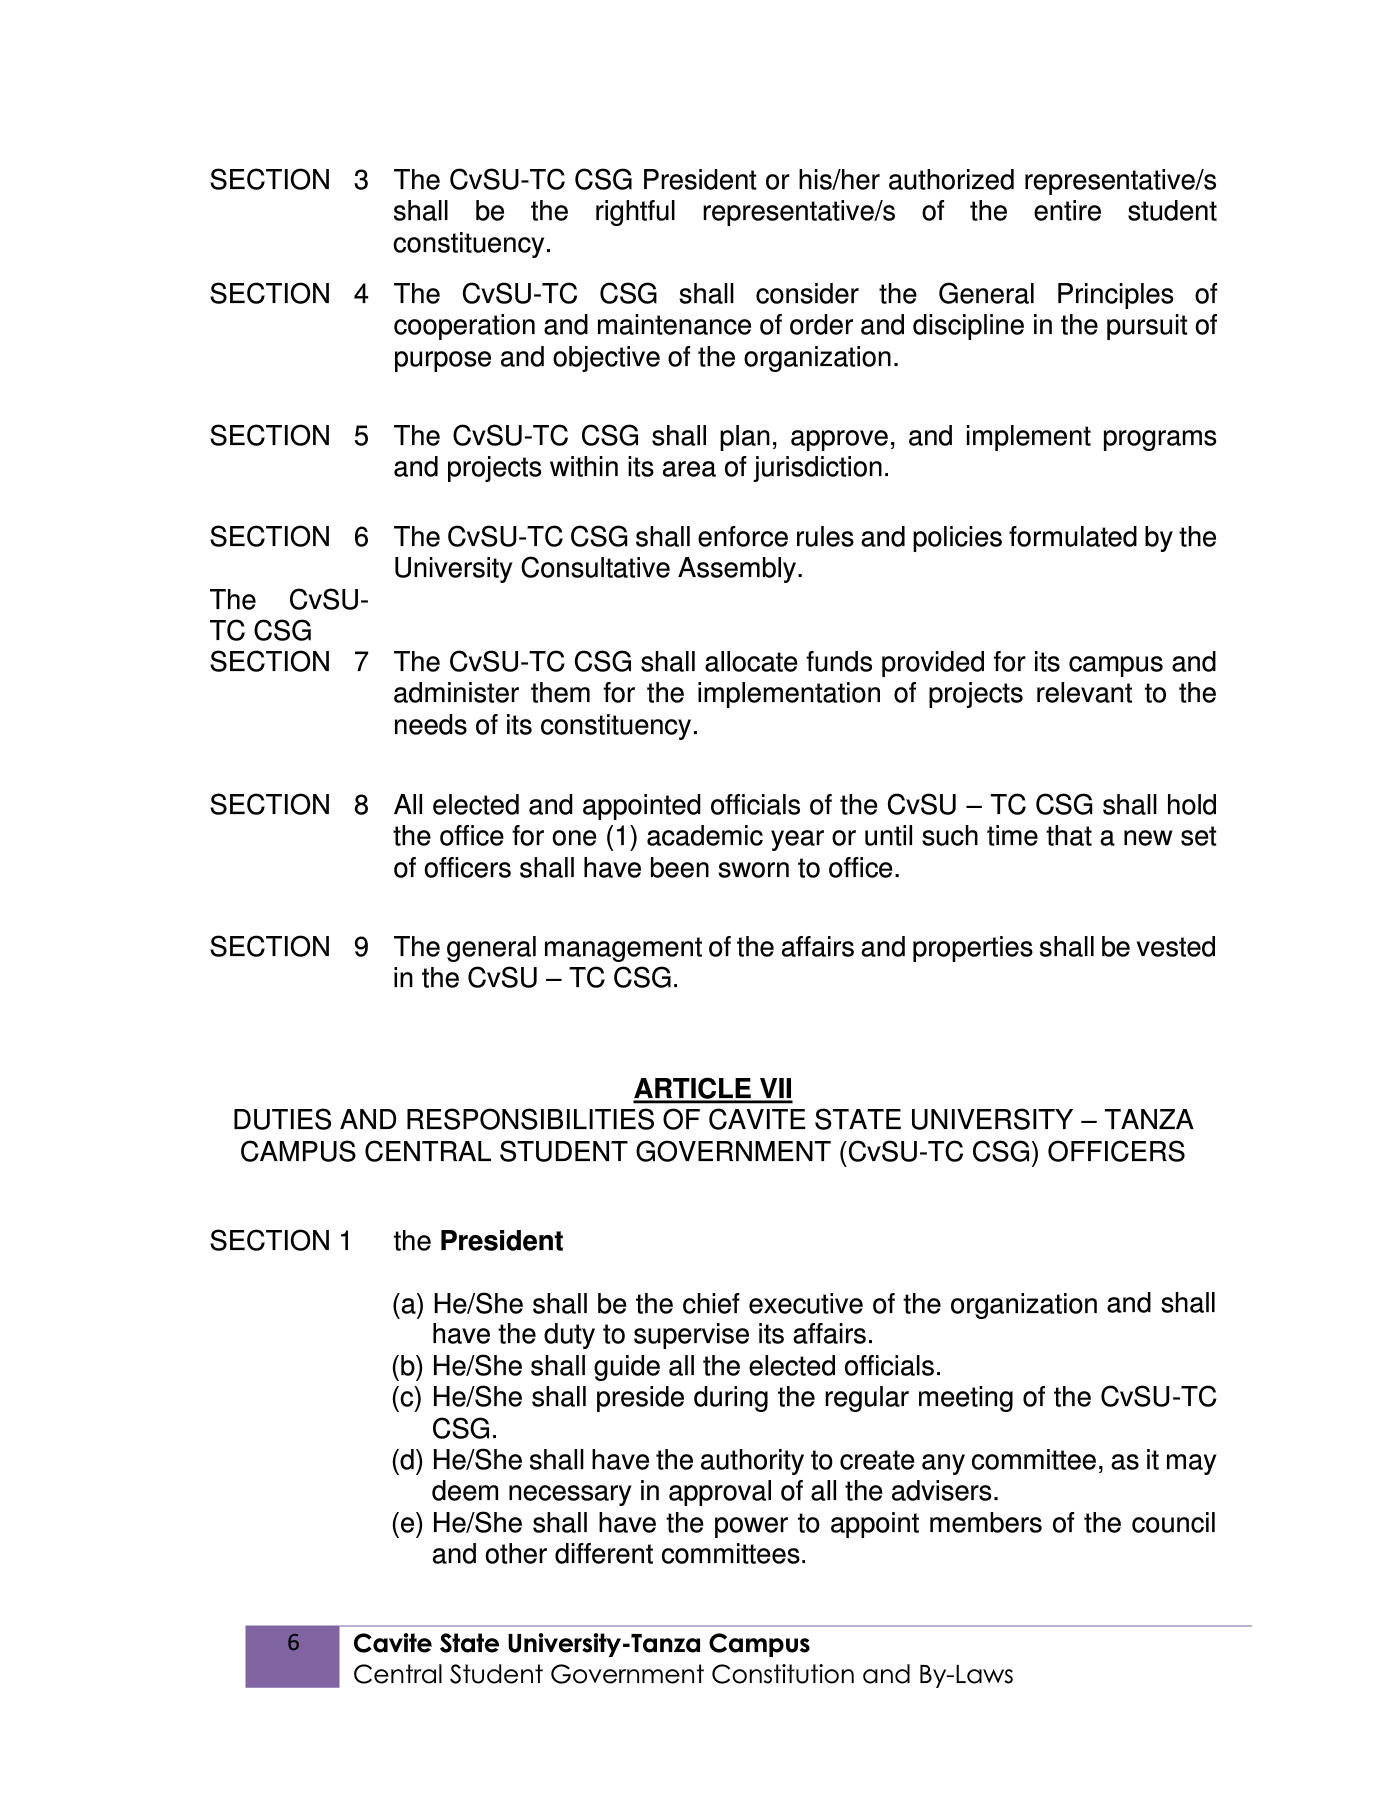 SECTION 3 The CvSU-TC CSG President or his/her authorized representative/s
shall be the rightful representative/s of the entire student
constituency.
SECTION 4 The CvSU-TC CSG shall consider the General Principles of
cooperation and maintenance of order and discipline in the pursuit of
purpose and objective of the organization.
SECTION 5 The CvSU-TC CSG shall plan, approve, and implement programs
and projects within its area of jurisdiction.
SECTION 6 The CvSU-TC CSG shall enforce rules and policies formulated by the
University Consultative Assembly.
The CvSU-
TC CSG
SECTION 7 The CvSU-TC CSG shall allocate funds provided for its campus and
administer them for the implementation of projects relevant to the
needs of its constituency.
SECTION 8 All elected and appointed officials of the CvSU – TC CSG shall hold
the office for one (1) academic year or until such time that a new set
of officers shall have been sworn to office.
SECTION 9 The general management of the affairs and properties shall be vested
in the CvSU – TC CSG.
ARTICLE VII
DUTIES AND RESPONSIBILITIES OF CAVITE STATE UNIVERSITY – TANZA
CAMPUS CENTRAL STUDENT GOVERNMENT (CvSU-TC CSG) OFFICERS
SECTION 1 the President
(a) He/She shall be the chief executive of the organization and shall
have the duty to supervise its affairs.
(b) He/She shall guide all the elected officials.
(c) He/She shall preside during the regular meeting of the CvSU-TC
CSG.
(d) He/She shall have the authority to create any committee, as it may
deem necessary in approval of all the advisers.
(e) He/She shall have the power to appoint members of the council
and other different committees.
6 Cavite State University-Tanza Campus
Central Student Government Constitution and By-Laws